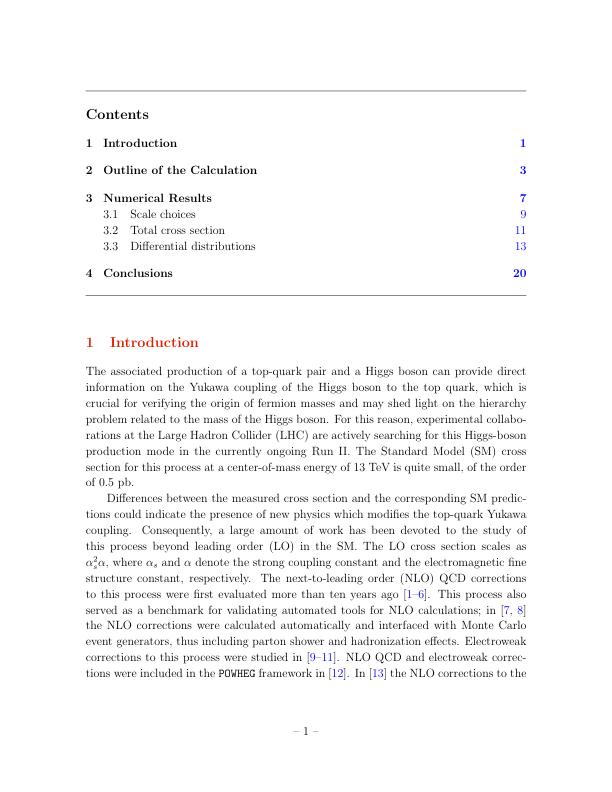 Contents
1 Introduction 1
2 Outline of the Calculation 3
3 Numerical Results 7
3.1 Scale choices 9
3.2 Total cross section 11
3.3 Differential distributions 13
4 Conclusions 20
1 Introduction
The associated production of a top-quark pair and a Higgs boson can provide direct
information on the Yukawa coupling of the Higgs boson to the top quark, which is
crucial for verifying the origin of fermion masses and may shed light on the hierarchy
problem related to the mass of the Higgs boson. For this reason, experimental collabo-
rations at the Large Hadron Collider (LHC) are actively searching for this Higgs-boson
production mode in the currently ongoing Run II. The Standard Model (SM) cross
section for this process at a center-of-mass energy of 13 TeV is quite small, of the order
of 0.5 pb.
Differences between the measured cross section and the corresponding SM predic-
tions could indicate the presence of new physics which modifies the top-quark Yukawa
coupling. Consequently, a large amount of work has been devoted to the study of
this process beyond leading order (LO) in the SM. The LO cross section scales as
α_s^2α, where α_s and α denote the strong coupling constant and the electromagnetic fine
structure constant, respectively. The next-to-leading order (NLO) QCD corrections
to this process were first evaluated more than ten years ago [1–6]. This process also
served as a benchmark for validating automated tools for NLO calculations; in [7, 8]
the NLO corrections were calculated automatically and interfaced with Monte Carlo
event generators, thus including parton shower and hadronization effects. Electroweak
corrections to this process were studied in [9–11]. NLO QCD and electroweak correc-
tions were included in the POWHEG framework in [12]. In [13] the NLO corrections to the
– 1 –